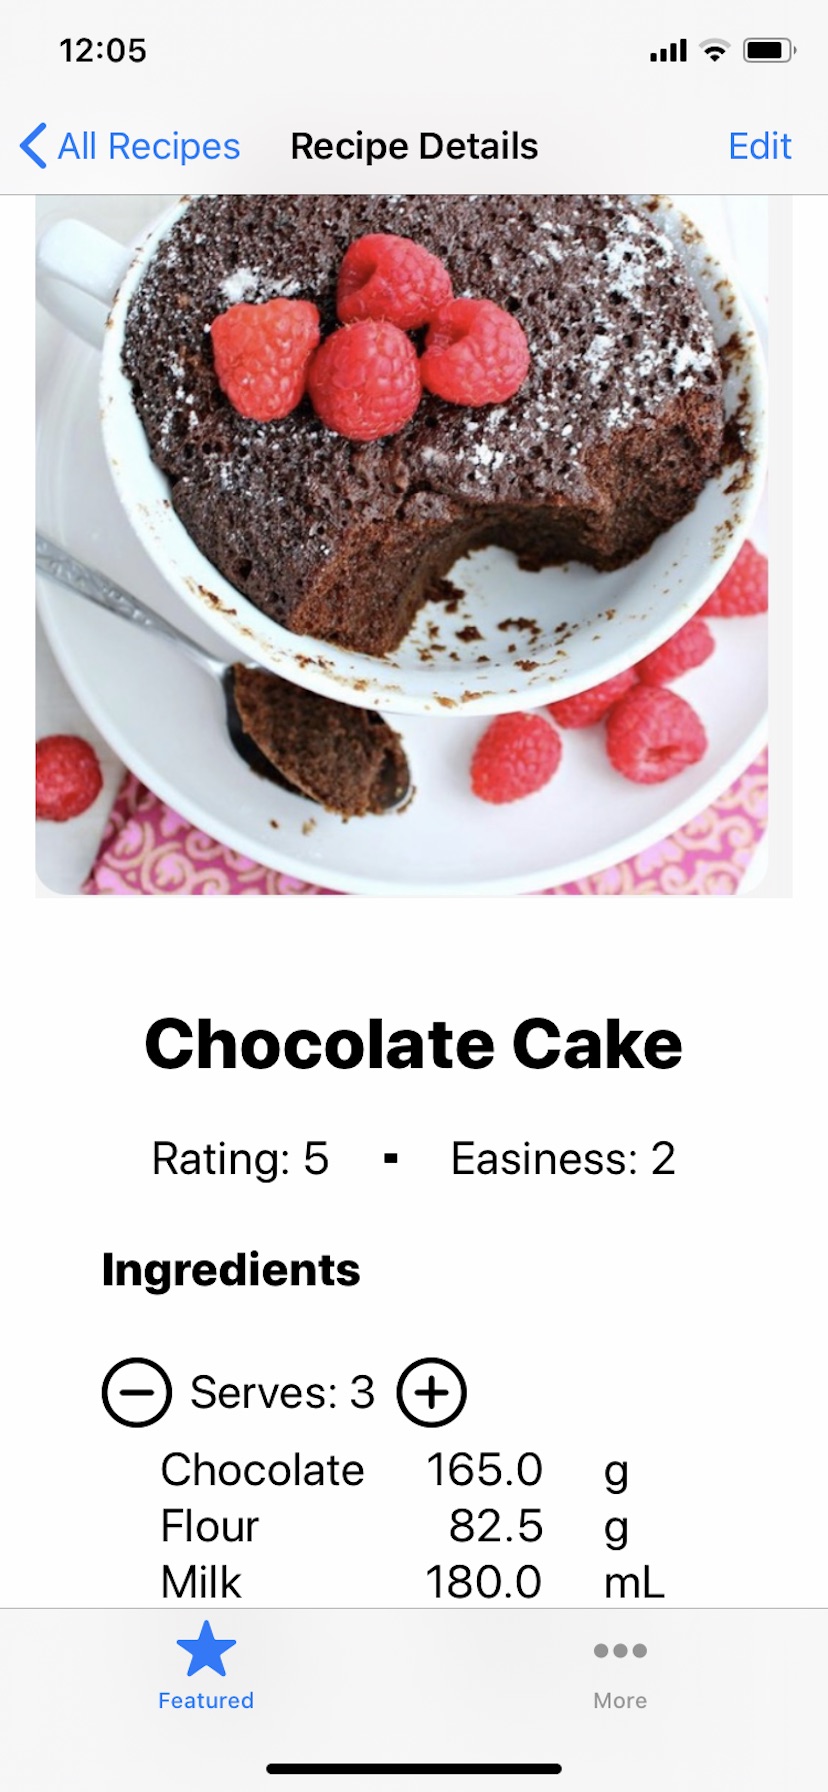 12:05
All Recipes Recipe Details Edit
Chocolate Cake
Rating: 5 - Easiness: 2
Ingredients
Serves: 3
Chocolate 165.0 g
Flour 82.5 g
Milk 180.0 mL
Featured More